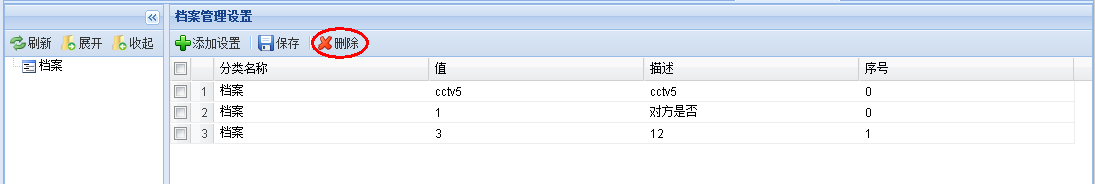 档案管理设置
刷新 展开 收起
添加设置 保存 删除
档案
分类名称 值 描述 序号
1 档案 cctv5 cctv5 0
2 档案 1 对方是否 0
3 档案 3 12 1